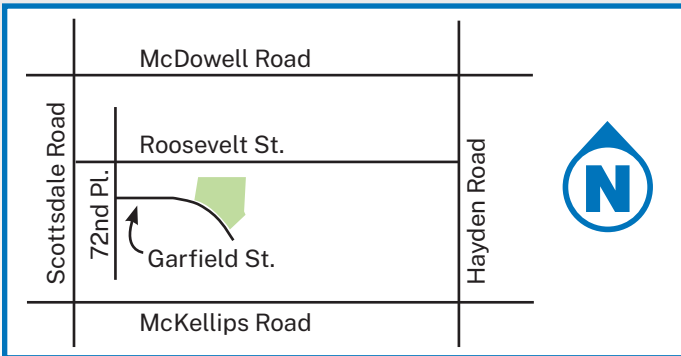 McDowell Road
Scottsdale Road
72nd Pl.
Roosevelt St.
Hayden Road
N
Garfield St.
McKellips Road